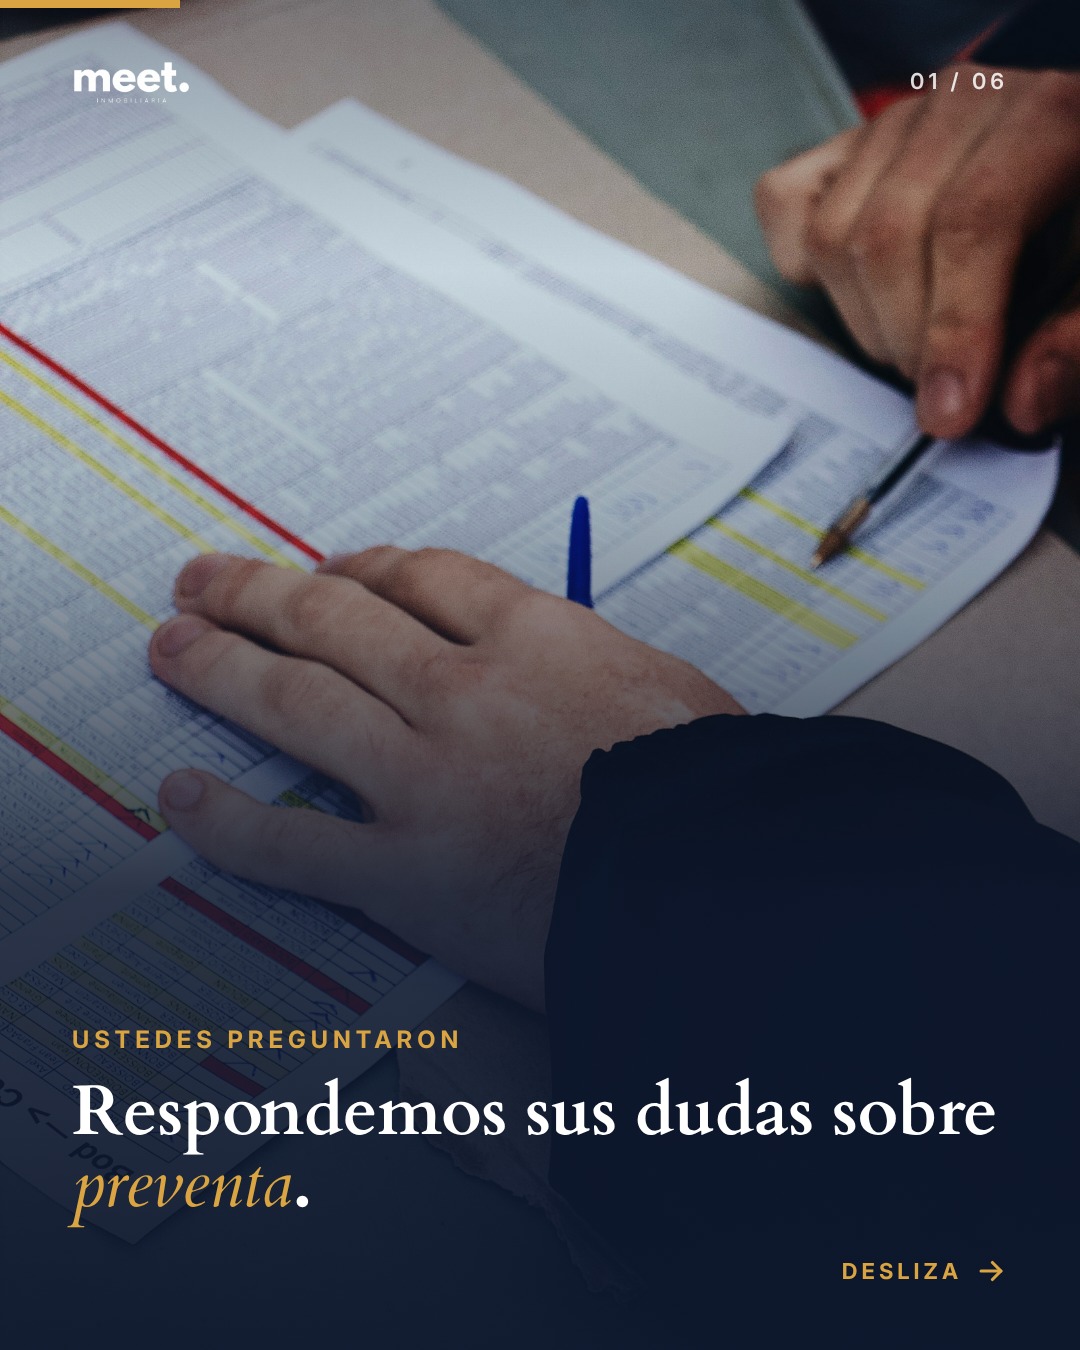 meet.
INMOBILIARIA
01 / 06
USTEDES PREGUNTARON
Respondemos sus dudas sobre
preventa.
DESLIZA →